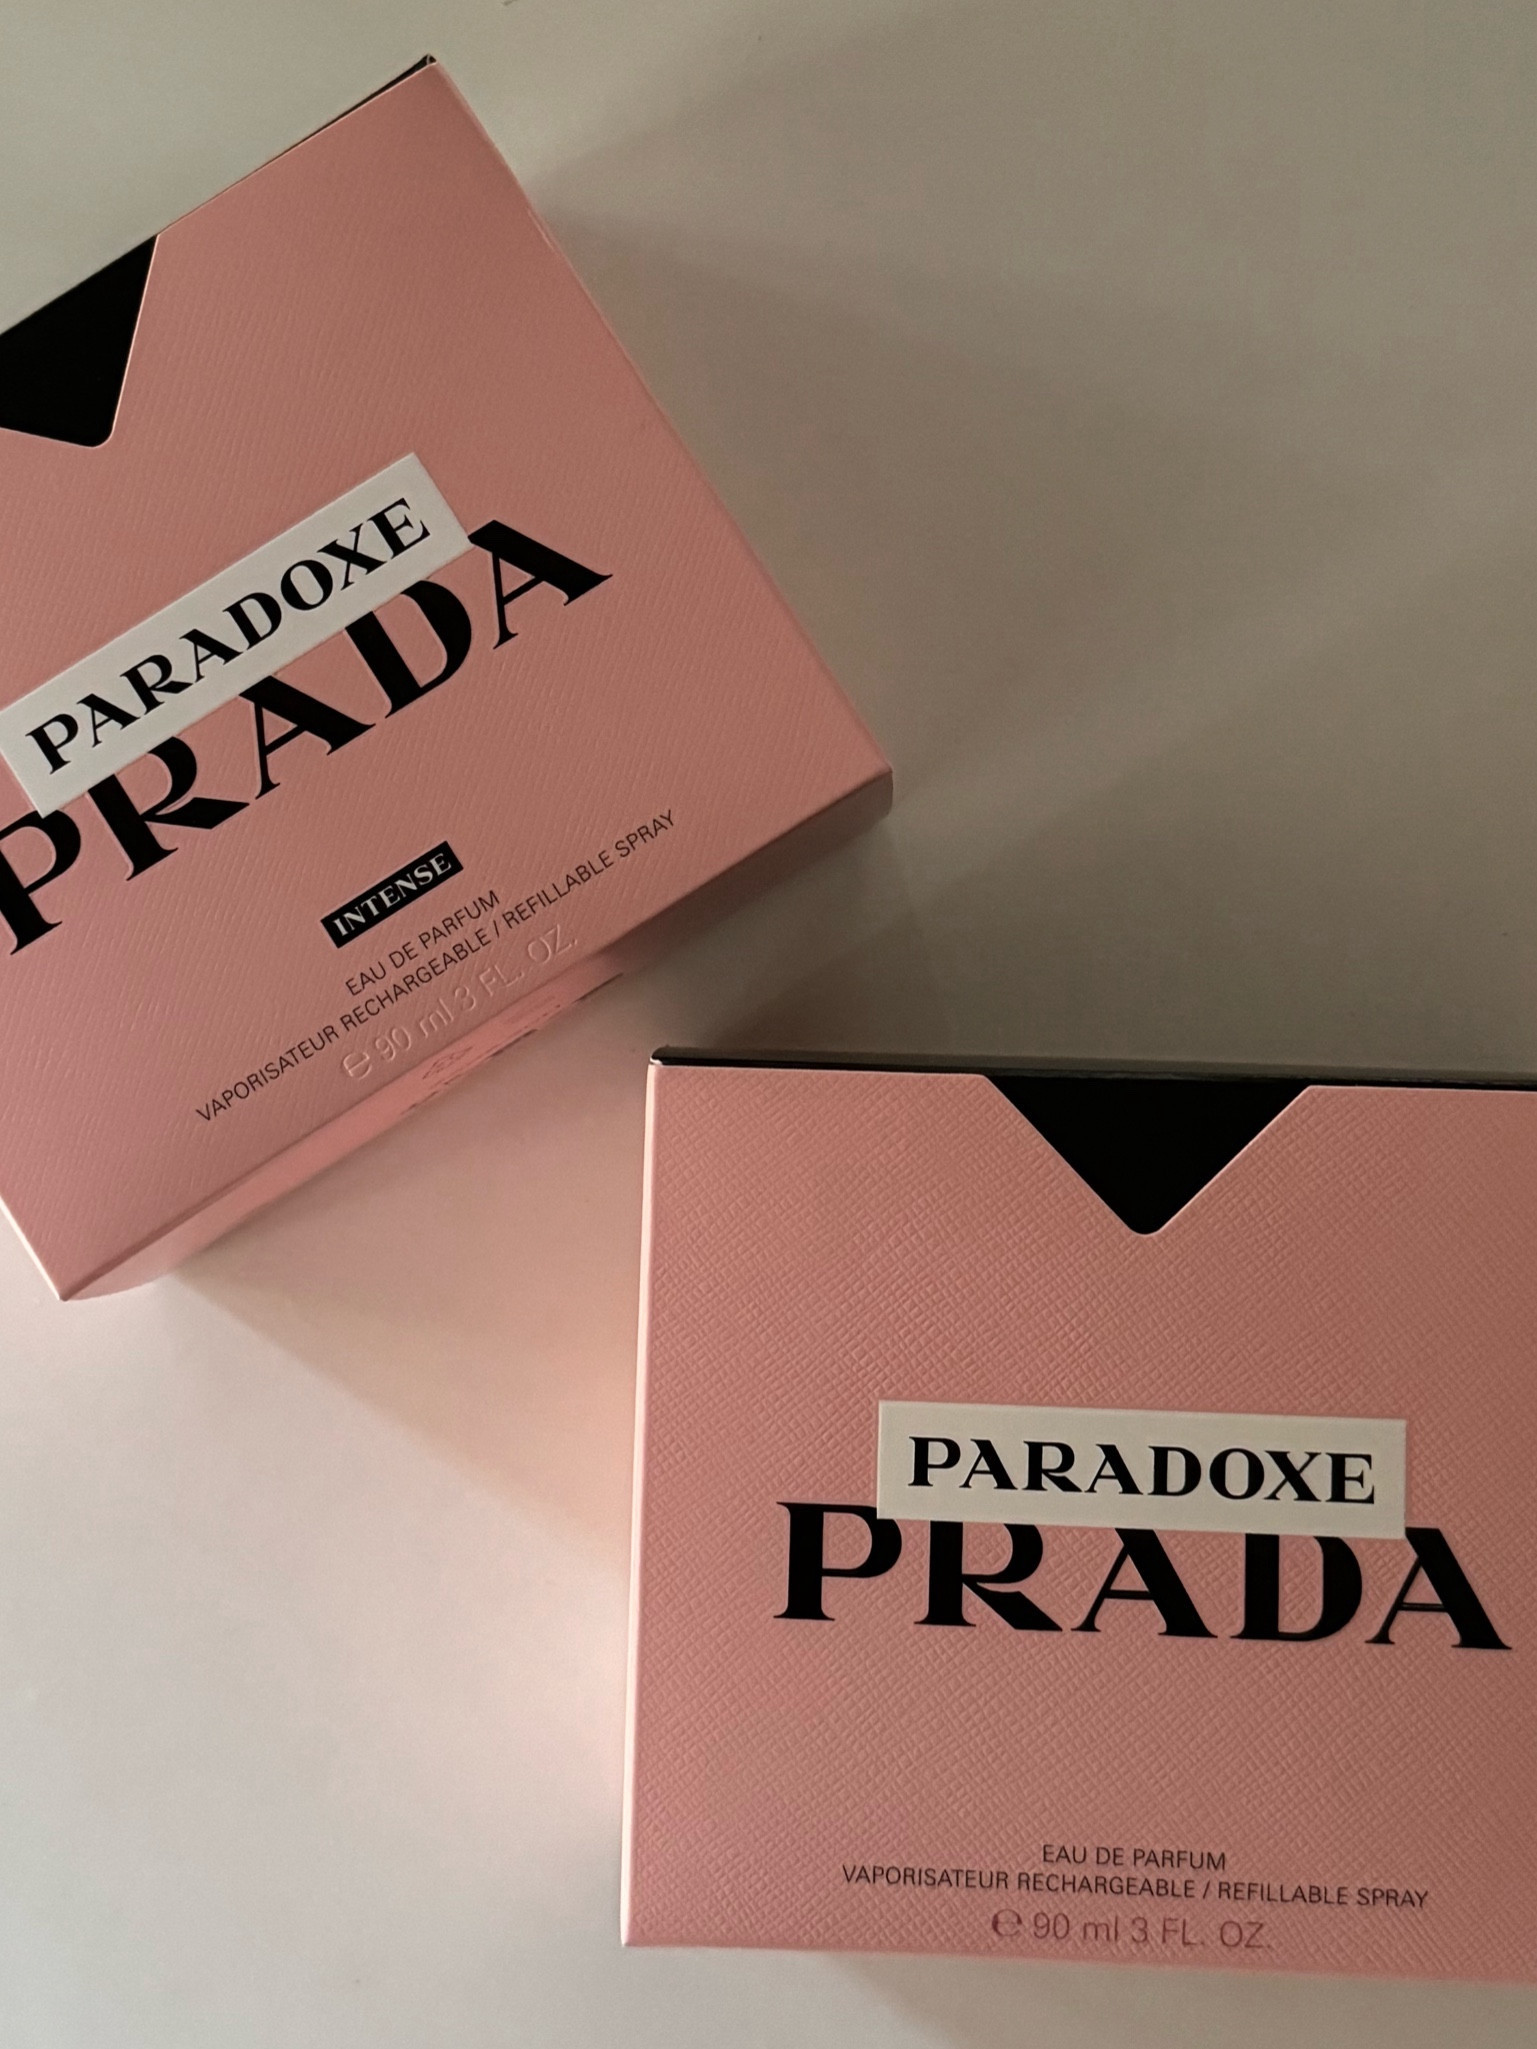 PARADOXE
PRADA
INTENSE
EAU DE PARFUM
VAPORISATEUR RECHARGEABLE / REFILLABLE SPRAY
℮ 90 ml 3 FL. OZ.
PARADOXE
PRADA
EAU DE PARFUM
VAPORISATEUR RECHARGEABLE / REFILLABLE SPRAY
℮ 90 ml 3 FL. OZ.